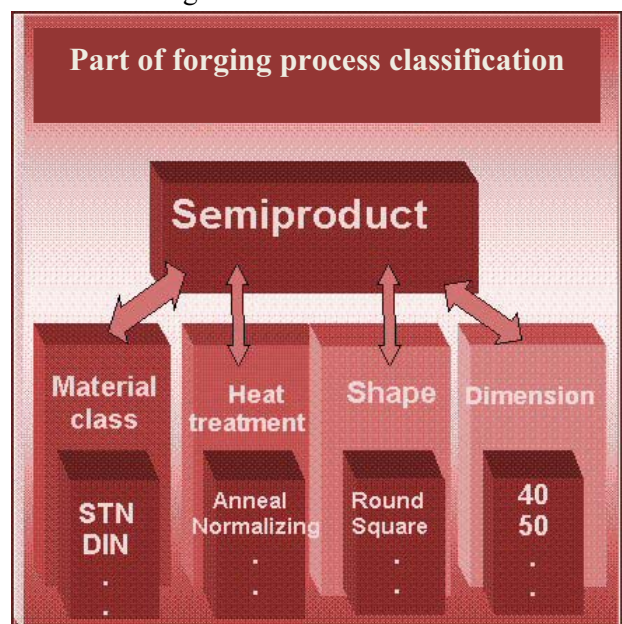 Part of forging process classification
Semiproduct
Material
class
STN
DIN
.
.
Heat
treatment
Anneal
Normalizing
.
.
Shape
Round
Square
.
.
Dimension
40
50
.
.